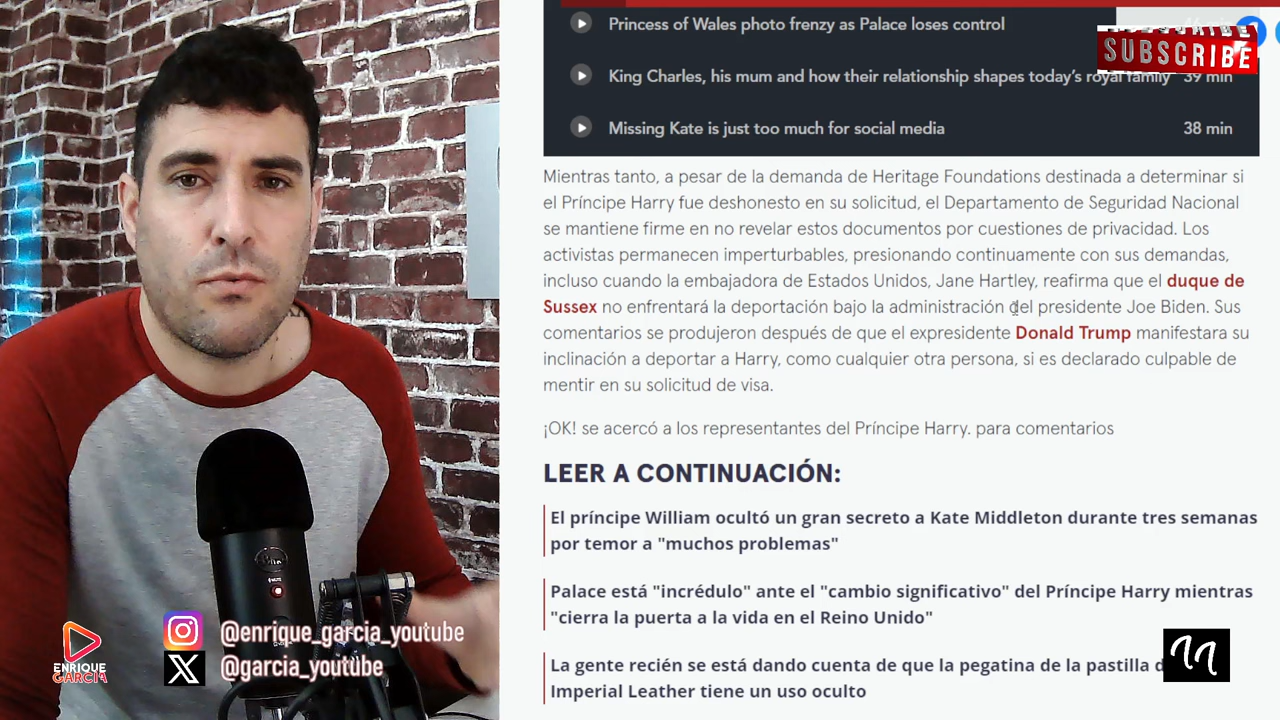 Princess of Wales photo frenzy as Palace loses control
SUBSCRIBE
King Charles, his mum and how their relationship shapes today's royal family 39 min
Missing Kate is just too much for social media 38 min
Mientras tanto, a pesar de la demanda de Heritage Foundations destinada a determinar si
el Príncipe Harry fue deshonesto en su solicitud, el Departamento de Seguridad Nacional
se mantiene firme en no revelar estos documentos por cuestiones de privacidad. Los
activistas permanecen imperturbables, presionando continuamente con sus demandas,
incluso cuando la embajadora de Estados Unidos, Jane Hartley, reafirma que el duque de
Sussex no enfrentará la deportación bajo la administración del presidente Joe Biden. Sus
comentarios se produjeron después de que el expresidente Donald Trump manifestara su
inclinación a deportar a Harry, como cualquier otra persona, si es declarado culpable de
mentir en su solicitud de visa.
¡OK! se acercó a los representantes del Príncipe Harry. para comentarios
LEER A CONTINUACIÓN:
El príncipe William ocultó un gran secreto a Kate Middleton durante tres semanas
por temor a "muchos problemas"
Palace está "incrédulo" ante el "cambio significativo" del Príncipe Harry mientras
"cierra la puerta a la vida en el Reino Unido"
La gente recién se está dando cuenta de que la pegatina de la pastilla
Imperial Leather tiene un uso oculto
@enrique_garcia_youtube
@garcia_youtube
ENRIQUE
GARCIA